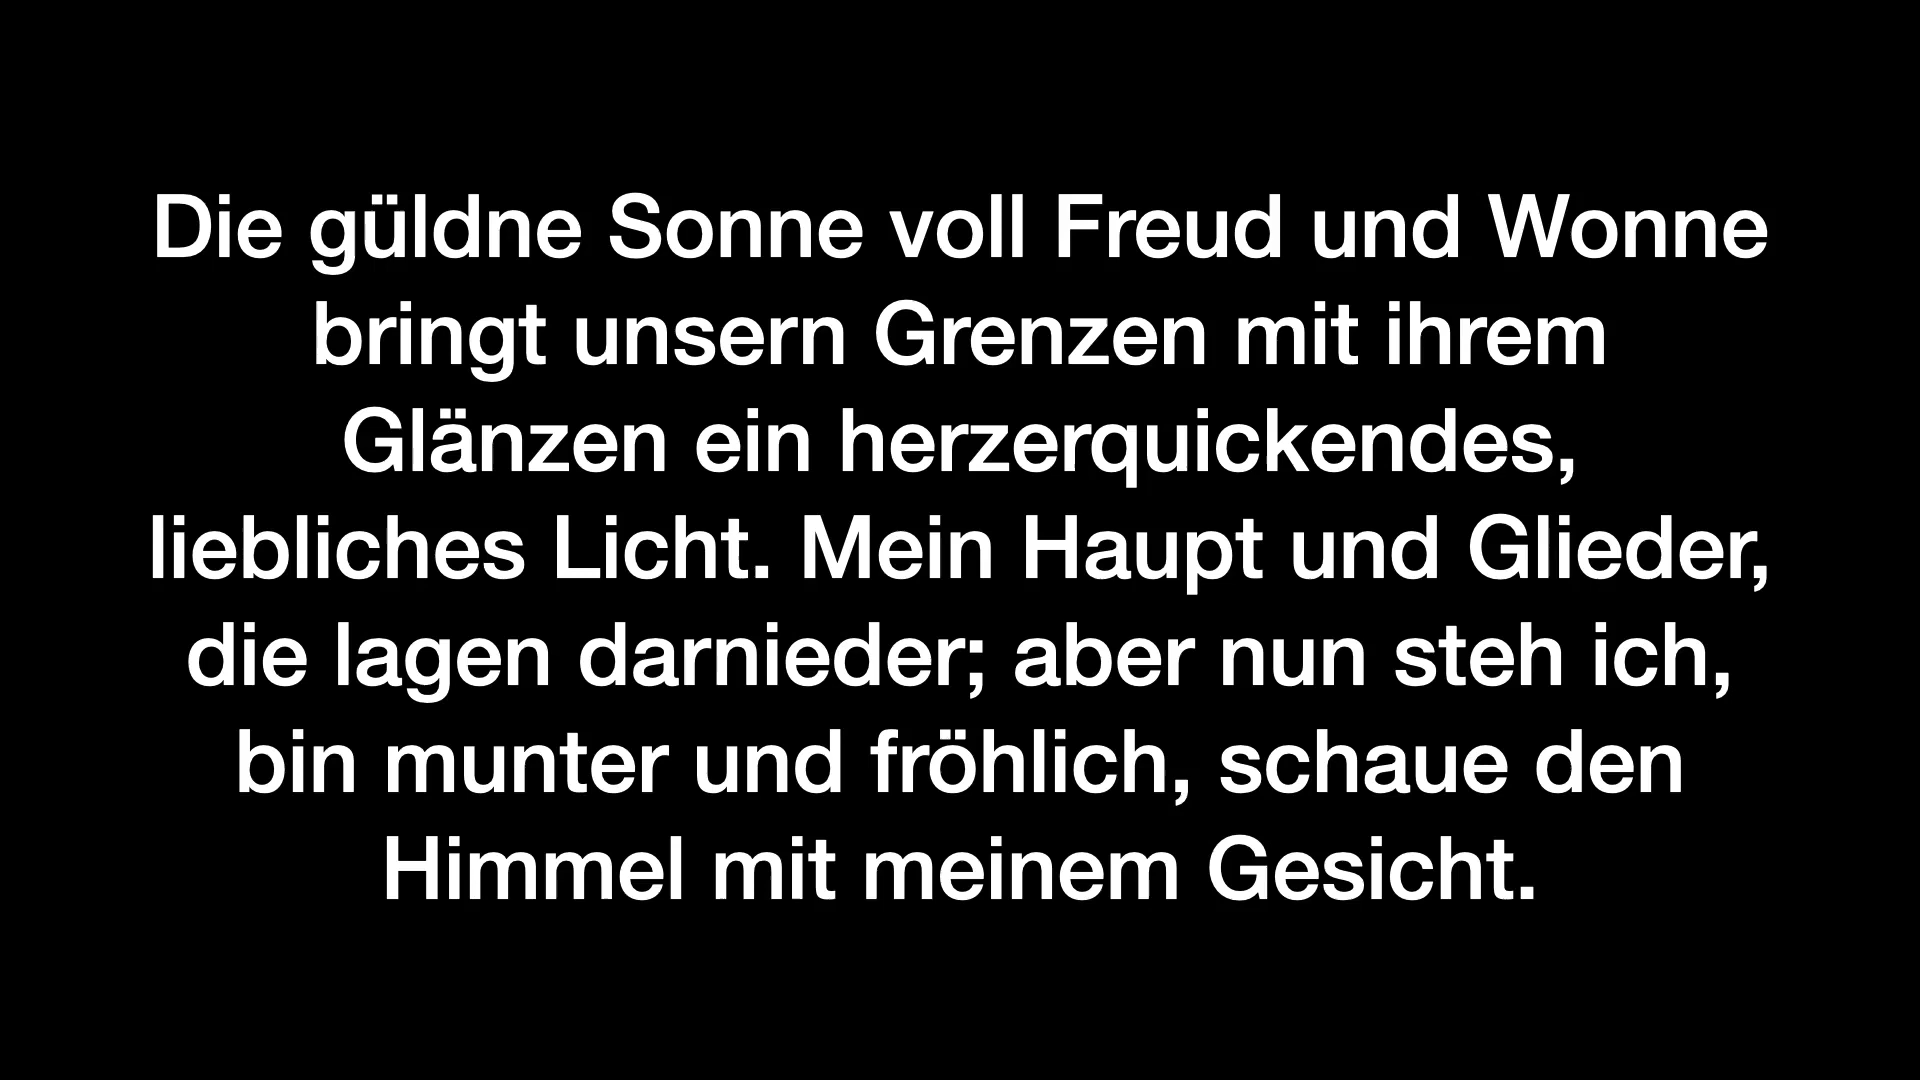 Die güldne Sonne voll Freud und Wonne
bringt unsern Grenzen mit ihrem
Glänzen ein herzerquickendes,
liebliches Licht. Mein Haupt und Glieder,
die lagen darnieder; aber nun steh ich,
bin munter und fröhlich, schaue den
Himmel mit meinem Gesicht.